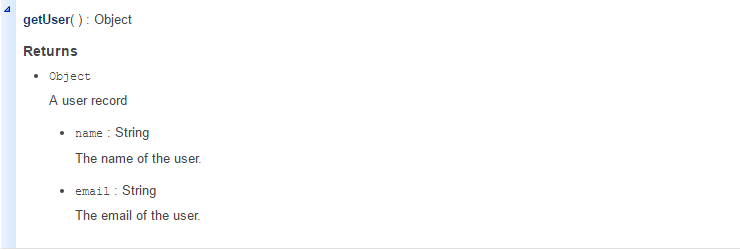 getUser( ) : Object
Returns
Object
A user record
name : String
The name of the user.
email : String
The email of the user.